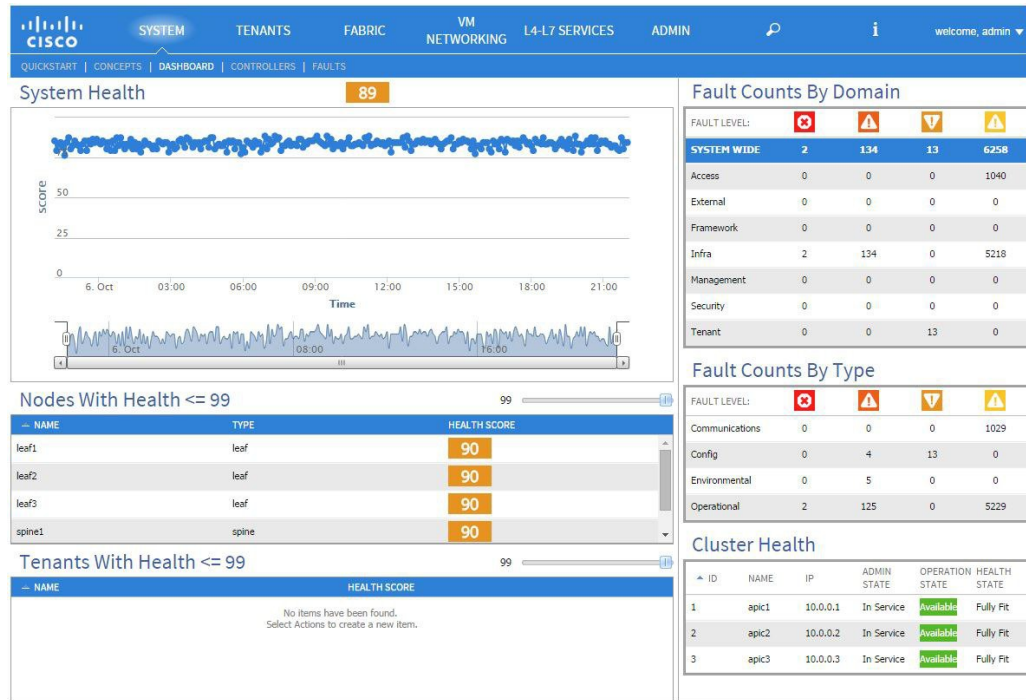 CISCO
SYSTEM TENANTS FABRIC VM NETWORKING L4-L7 SERVICES ADMIN i welcome, admin
QUICKSTART | CONCEPTS | DASHBOARD | CONTROLLERS | FAULTS
System Health 89
score
50
25
0
6. Oct 03:00 06:00 09:00 12:00 15:00 18:00 21:00
Time
6. Oct 08:00 16:00
Nodes With Health <= 99 99
NAME TYPE HEALTH SCORE
leaf1 leaf 90
leaf2 leaf 90
leaf3 leaf 90
spine1 spine 90
Tenants With Health <= 99 99
NAME HEALTH SCORE
No items have been found.
Select Actions to create a new item.
Fault Counts By Domain
FAULT LEVEL:
SYSTEM WIDE 2 134 13 6258
Access 0 0 0 1040
External 0 0 0 0
Framework 0 0 0 0
Infra 2 134 0 5218
Management 0 0 0 0
Security 0 0 0 0
Tenant 0 0 13 0
Fault Counts By Type
FAULT LEVEL:
Communications 0 0 0 1029
Config 0 4 13 0
Environmental 0 5 0 0
Operational 2 125 0 5229
Cluster Health
ID NAME IP ADMIN STATE OPERATION STATE HEALTH STATE
1 apic1 10.0.0.1 In Service Available Fully Fit
2 apic2 10.0.0.2 In Service Available Fully Fit
3 apic3 10.0.0.3 In Service Available Fully Fit